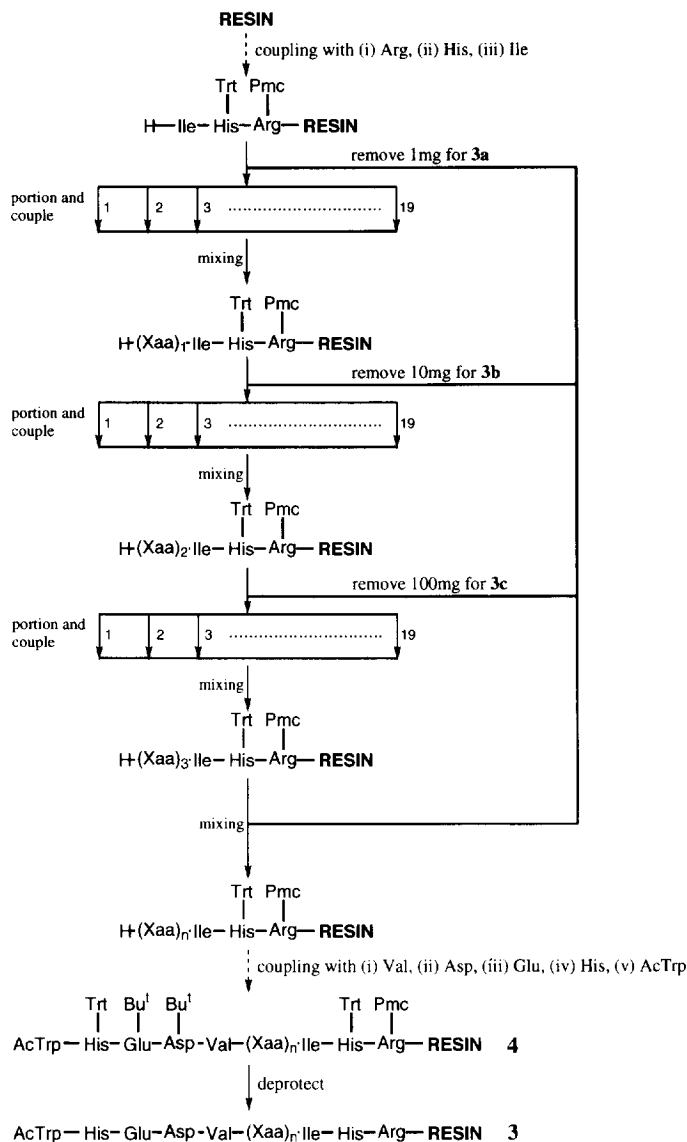 RESIN
coupling with (i) Arg, (ii) His, (iii) Ile
Trt Pmc
H-Ile-His-Arg-RESIN
remove 1mg for 3a
portion and
couple
1 2 3 19
mixing
Trt Pmc
H-(Xaa)1-Ile-His-Arg-RESIN
remove 10mg for 3b
portion and
couple
1 2 3 19
mixing
Trt Pmc
H-(Xaa)2-Ile-His-Arg-RESIN
remove 100mg for 3c
portion and
couple
1 2 3 19
mixing
Trt Pmc
H-(Xaa)3-Ile-His-Arg-RESIN
mixing
Trt Pmc
H-(Xaa)n-Ile-His-Arg-RESIN
coupling with (i) Val, (ii) Asp, (iii) Glu, (iv) His, (v) AcTrp
Trt Buᵗ Buᵗ Trt Pmc
AcTrp-His-Glu-Asp-Val-(Xaa)n-Ile-His-Arg-RESIN 4
deprotect
AcTrp-His-Glu-Asp-Val-(Xaa)n-Ile-His-Arg-RESIN 3